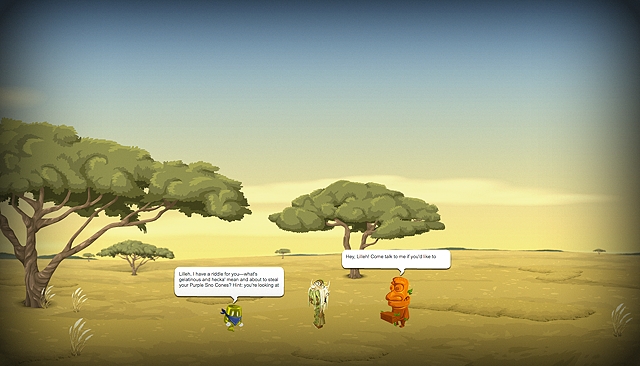 Lilleh, I have a riddle for you—what's
gelatinous and hecka' mean and about to steal
your Purple Sno Cones? Hint: you're looking at
Hey, Lilleh! Come talk to me if you'd like to